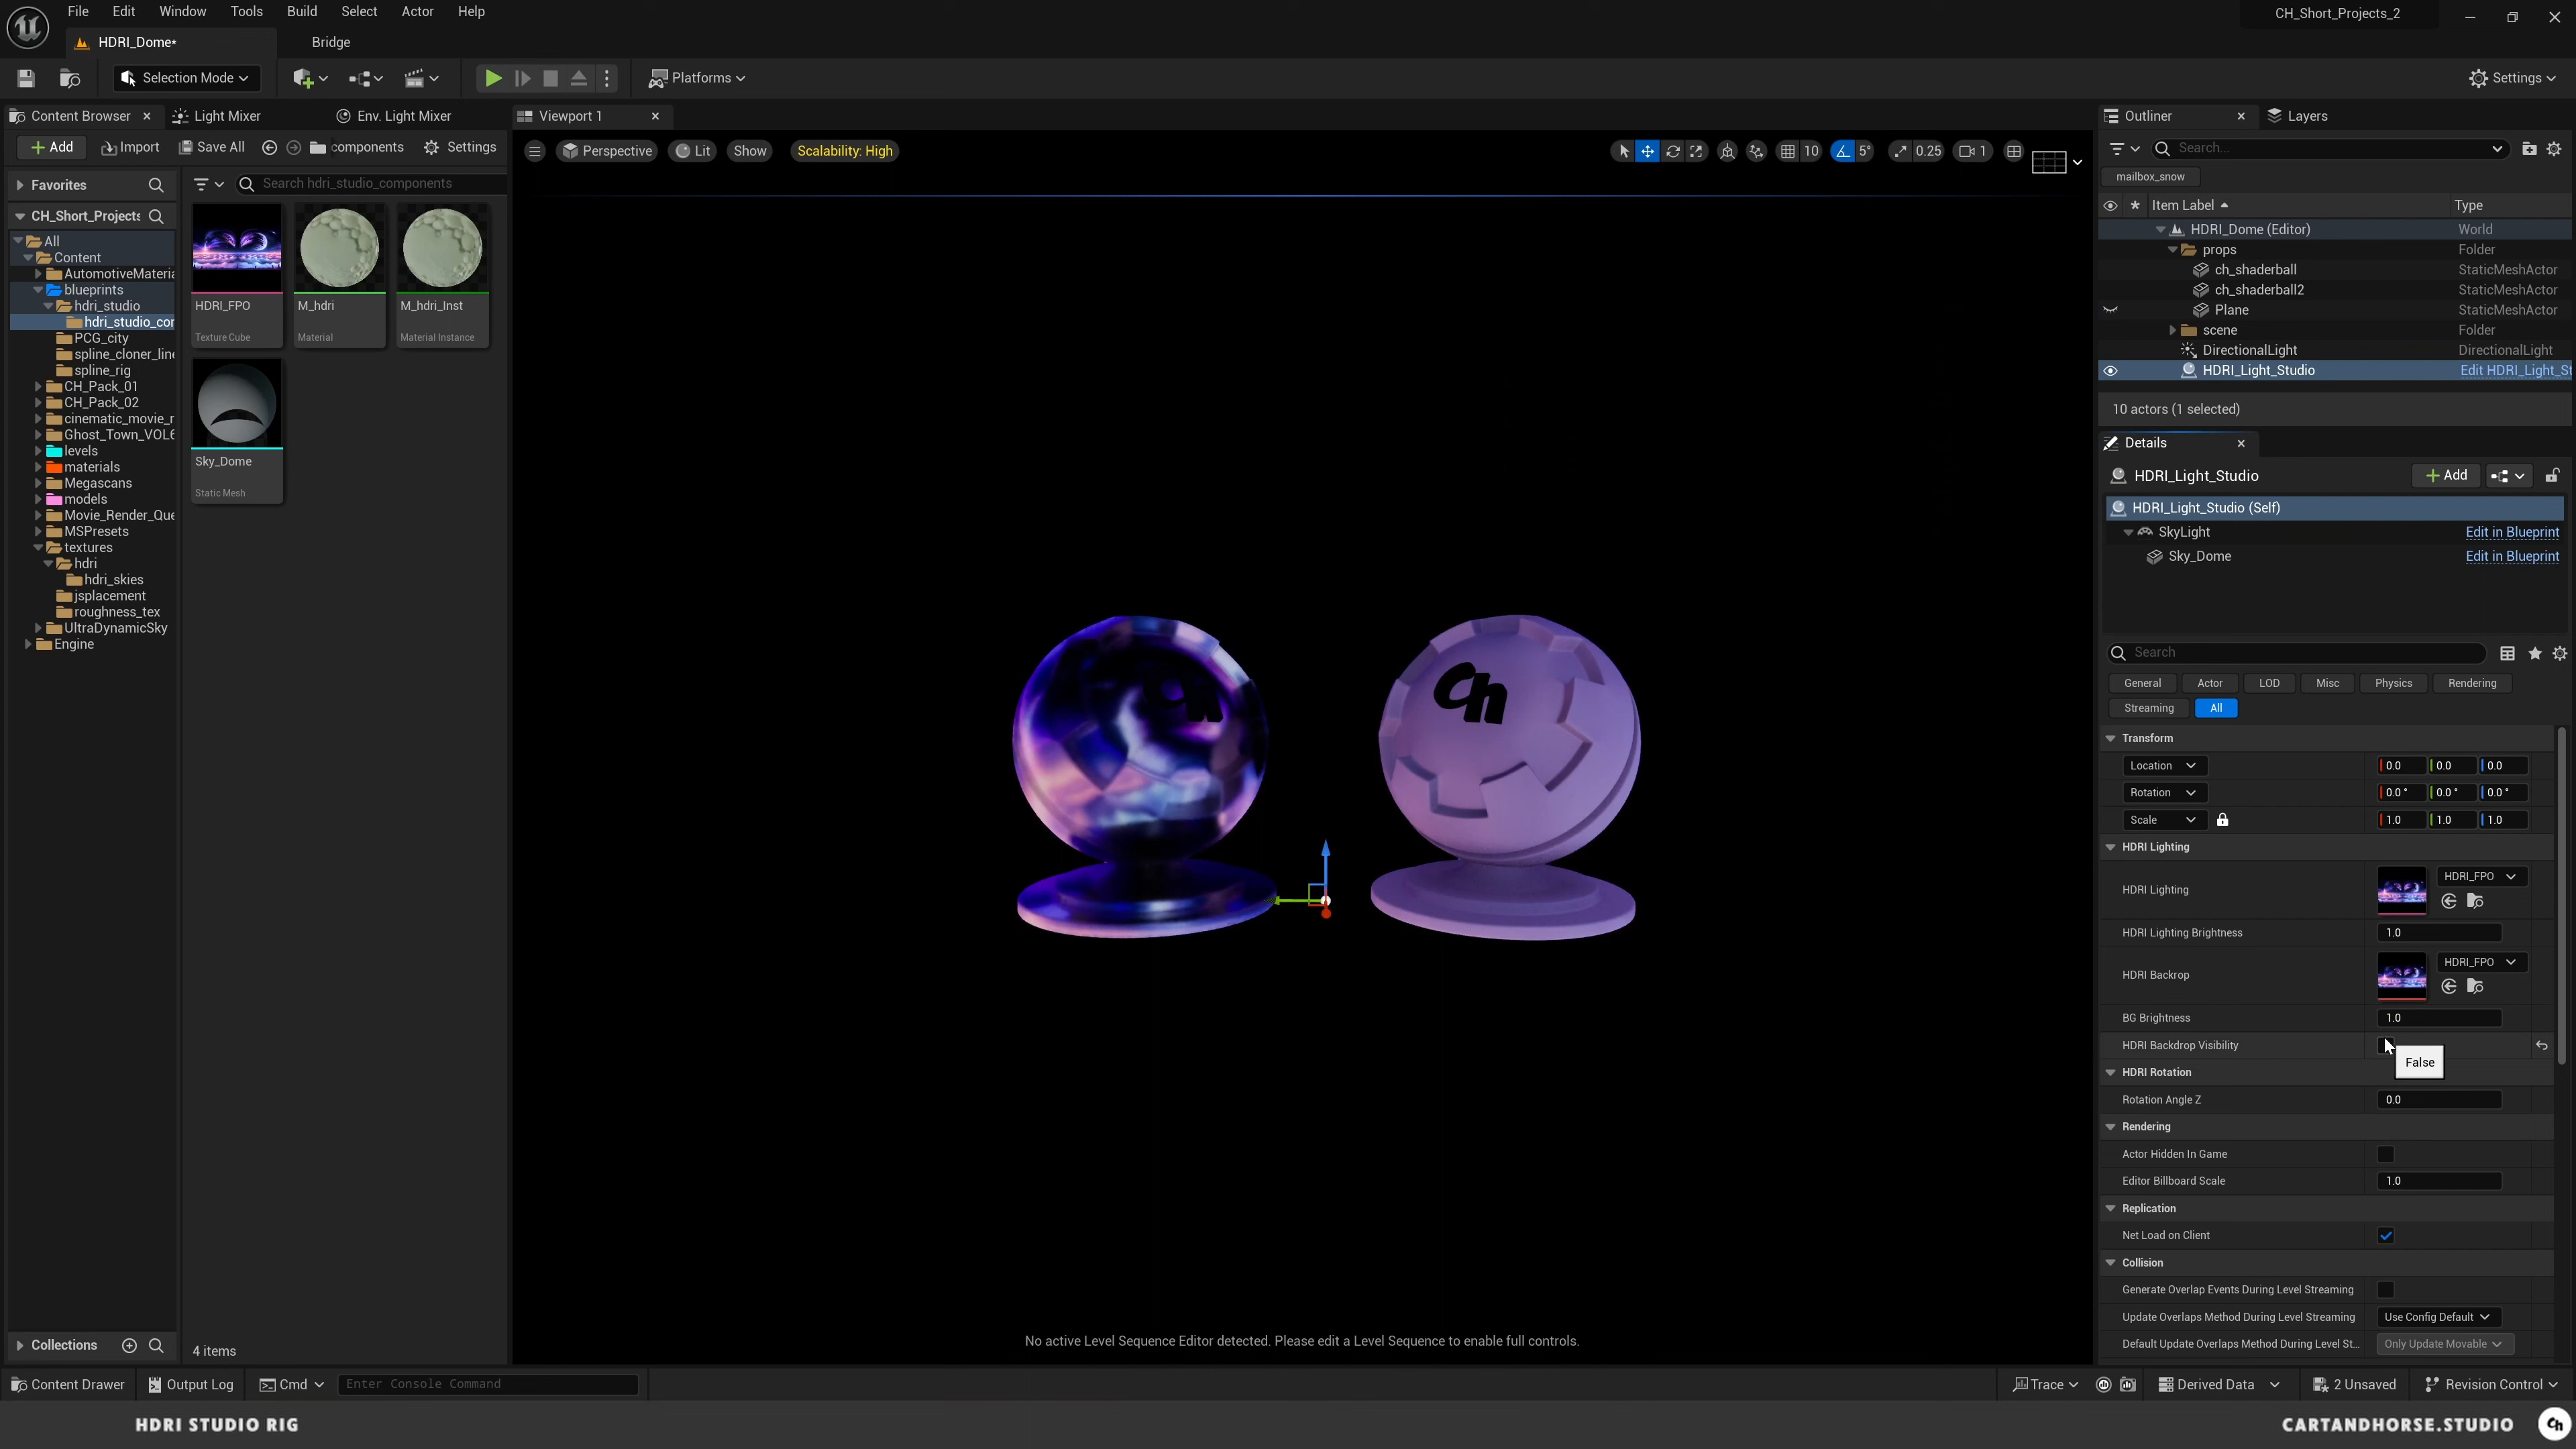 File Edit Window Tools Build Select Actor Help
CH_Short_Projects_2
HDRI_Dome*
Bridge
Selection Mode
Platforms
Settings
Content Browser
Light Mixer
Env. Light Mixer
Add
Import
Save All
components
Settings
Favorites
Search hdri_studio_components
CH_Short_Projects
All
Content
AutomotiveMateria
blueprints
hdri_studio
hdri_studio_cor
PCG_city
spline_cloner_line
spline_rig
CH_Pack_01
CH_Pack_02
cinematic_movie_r
Ghost_Town_VOL6
levels
materials
Megascans
models
Movie_Render_Que
MSPresets
textures
hdri
hdri_skies
jsplacement
roughness_tex
UltraDynamicSky
Engine
HDRI_FPO
Texture Cube
M_hdri
Material
M_hdri_Inst
Material Instance
Sky_Dome
Static Mesh
Collections
4 items
Viewport 1
Perspective
Lit
Show
Scalability: High
10
5°
0.25
1
Ch
Ch
No active Level Sequence Editor detected. Please edit a Level Sequence to enable full controls.
Outliner
Layers
Search...
mailbox_snow
Item Label Type
HDRI_Dome (Editor) World
props Folder
ch_shaderball StaticMeshActor
ch_shaderball2 StaticMeshActor
Plane StaticMeshActor
scene Folder
DirectionalLight DirectionalLight
HDRI_Light_Studio Edit HDRI_Light_St
10 actors (1 selected)
Details
HDRI_Light_Studio
Add
HDRI_Light_Studio (Self)
SkyLight Edit in Blueprint
Sky_Dome Edit in Blueprint
Search
General Actor LOD Misc Physics Rendering
Streaming All
Transform
Location 0.0 0.0 0.0
Rotation 0.0° 0.0° 0.0°
Scale 1.0 1.0 1.0
HDRI Lighting
HDRI Lighting HDRI_FPO
HDRI Lighting Brightness 1.0
HDRI Backrop HDRI_FPO
BG Brightness 1.0
HDRI Backdrop Visibility
False
HDRI Rotation
Rotation Angle Z 0.0
Rendering
Actor Hidden In Game
Editor Billboard Scale 1.0
Replication
Net Load on Client
Collision
Generate Overlap Events During Level Streaming
Update Overlaps Method During Level Streaming Use Config Default
Default Update Overlaps Method During Level St... Only Update Movable
Content Drawer
Output Log
Cmd
Enter Console Command
Trace
Derived Data
2 Unsaved
Revision Control
HDRI STUDIO RIG
CARTANDHORSE.STUDIO
Ch